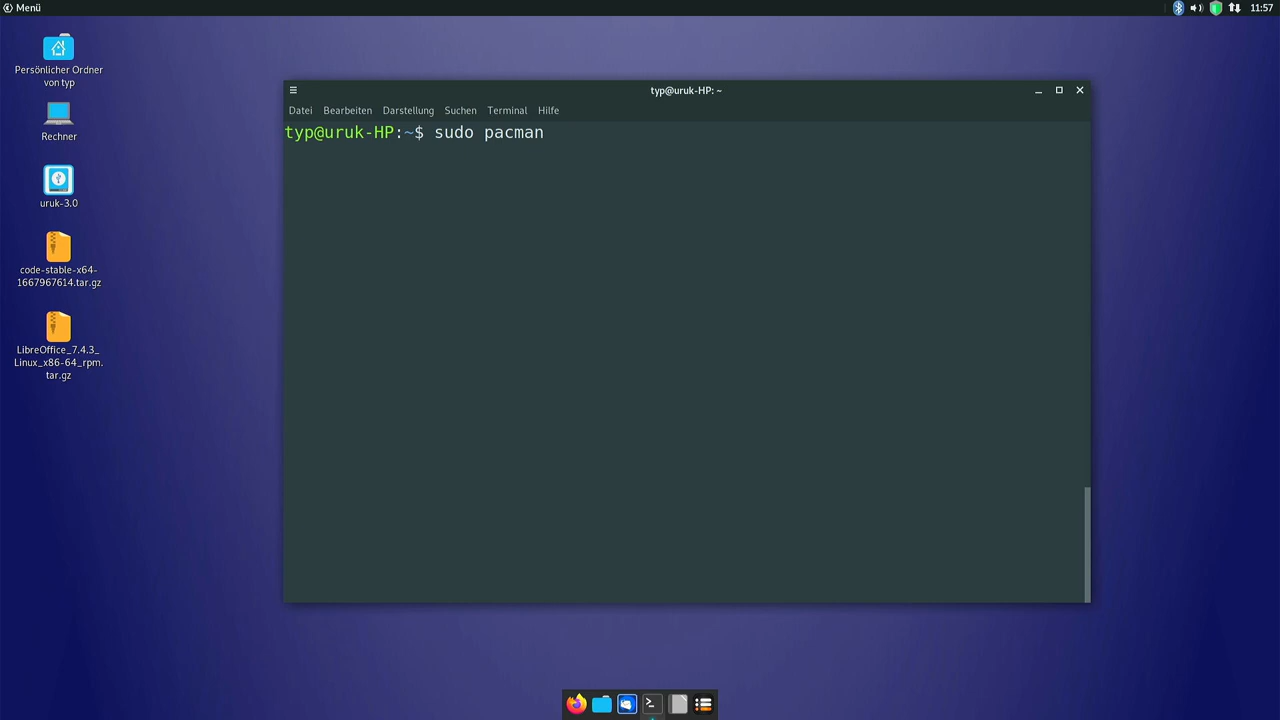 Menü
11:57
Persönlicher Ordner
von typ
Rechner
uruk-3.0
code-stable-x64-
1667967614.tar.gz
LibreOffice_7.4.3_
Linux_x86-64_rpm.
tar.gz
typ@uruk-HP: ~
Datei Bearbeiten Darstellung Suchen Terminal Hilfe
typ@uruk-HP:~$ sudo pacman